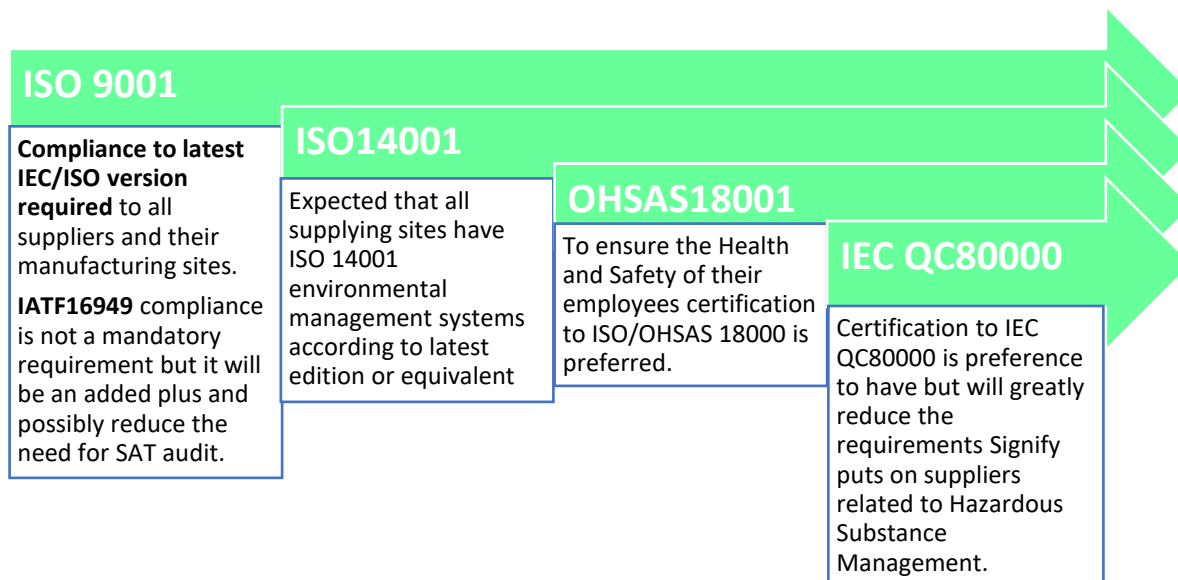 ISO 9001
Compliance to latest
IEC/ISO version
required to all
suppliers and their
manufacturing sites.
IATF16949 compliance
is not a mandatory
requirement but it will
be an added plus and
possibly reduce the
need for SAT audit.
ISO14001
Expected that all
supplying sites have
ISO 14001
environmental
management systems
according to latest
edition or equivalent
OHSAS18001
To ensure the Health
and Safety of their
employees certification
to ISO/OHSAS 18000 is
preferred.
IEC QC80000
Certification to IEC
QC80000 is preference
to have but will greatly
reduce the
requirements Signify
puts on suppliers
related to Hazardous
Substance
Management.